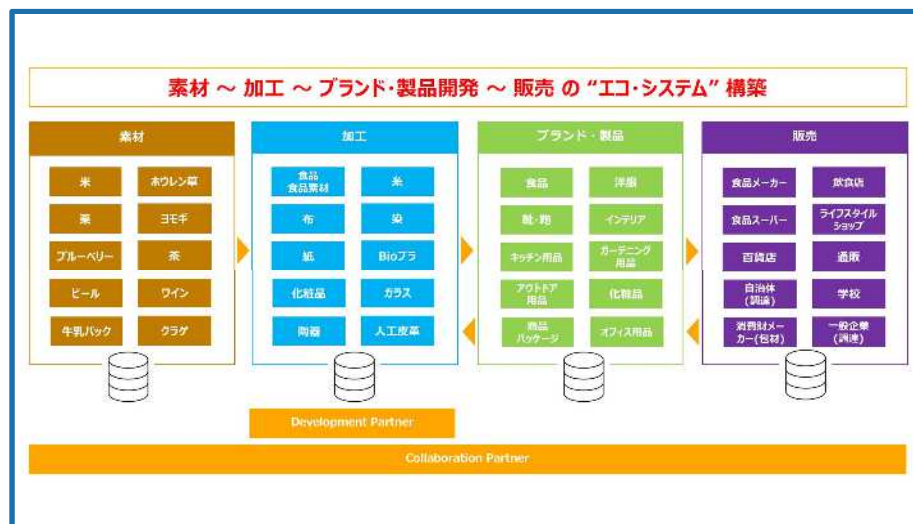 素材 ～ 加工 ～ ブランド・製品開発 ～ 販売 の “エコ・システム” 構築
素材
米
ホウレン草
栗
ヨモギ
ブルーベリー
茶
ビール
ワイン
牛乳パック
クラゲ
加工
食品
食品素材
糸
布
染
紙
Bioプラ
化粧品
ガラス
陶器
人工皮革
ブランド・製品
食品
洋服
靴・鞄
インテリア
キッチン用品
ガーデニング
用品
アウトドア
用品
化粧品
商品
パッケージ
オフィス用品
販売
食品メーカー
飲食店
食品スーパー
ライフスタイル
ショップ
百貨店
通販
自治体
(調達)
学校
消費財メー
カー(包材)
一般企業
(調達)
Development Partner
Collaboration Partner